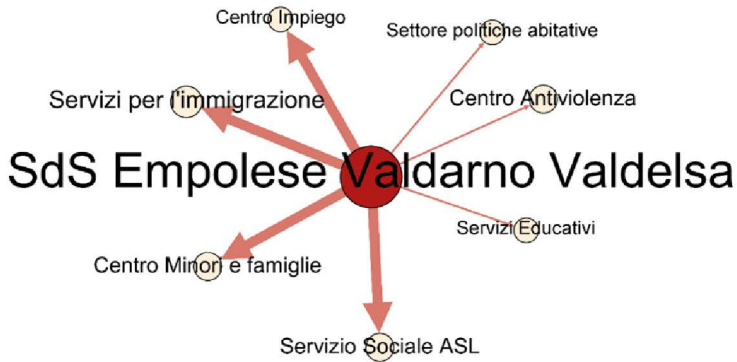 Centro Impiego
Settore politiche abitative
Servizi per l'immigrazione
Centro Antiviolenza
SdS Empolese Valdarno Valdelsa
Servizi Educativi
Centro Minori e famiglie
Servizio Sociale ASL